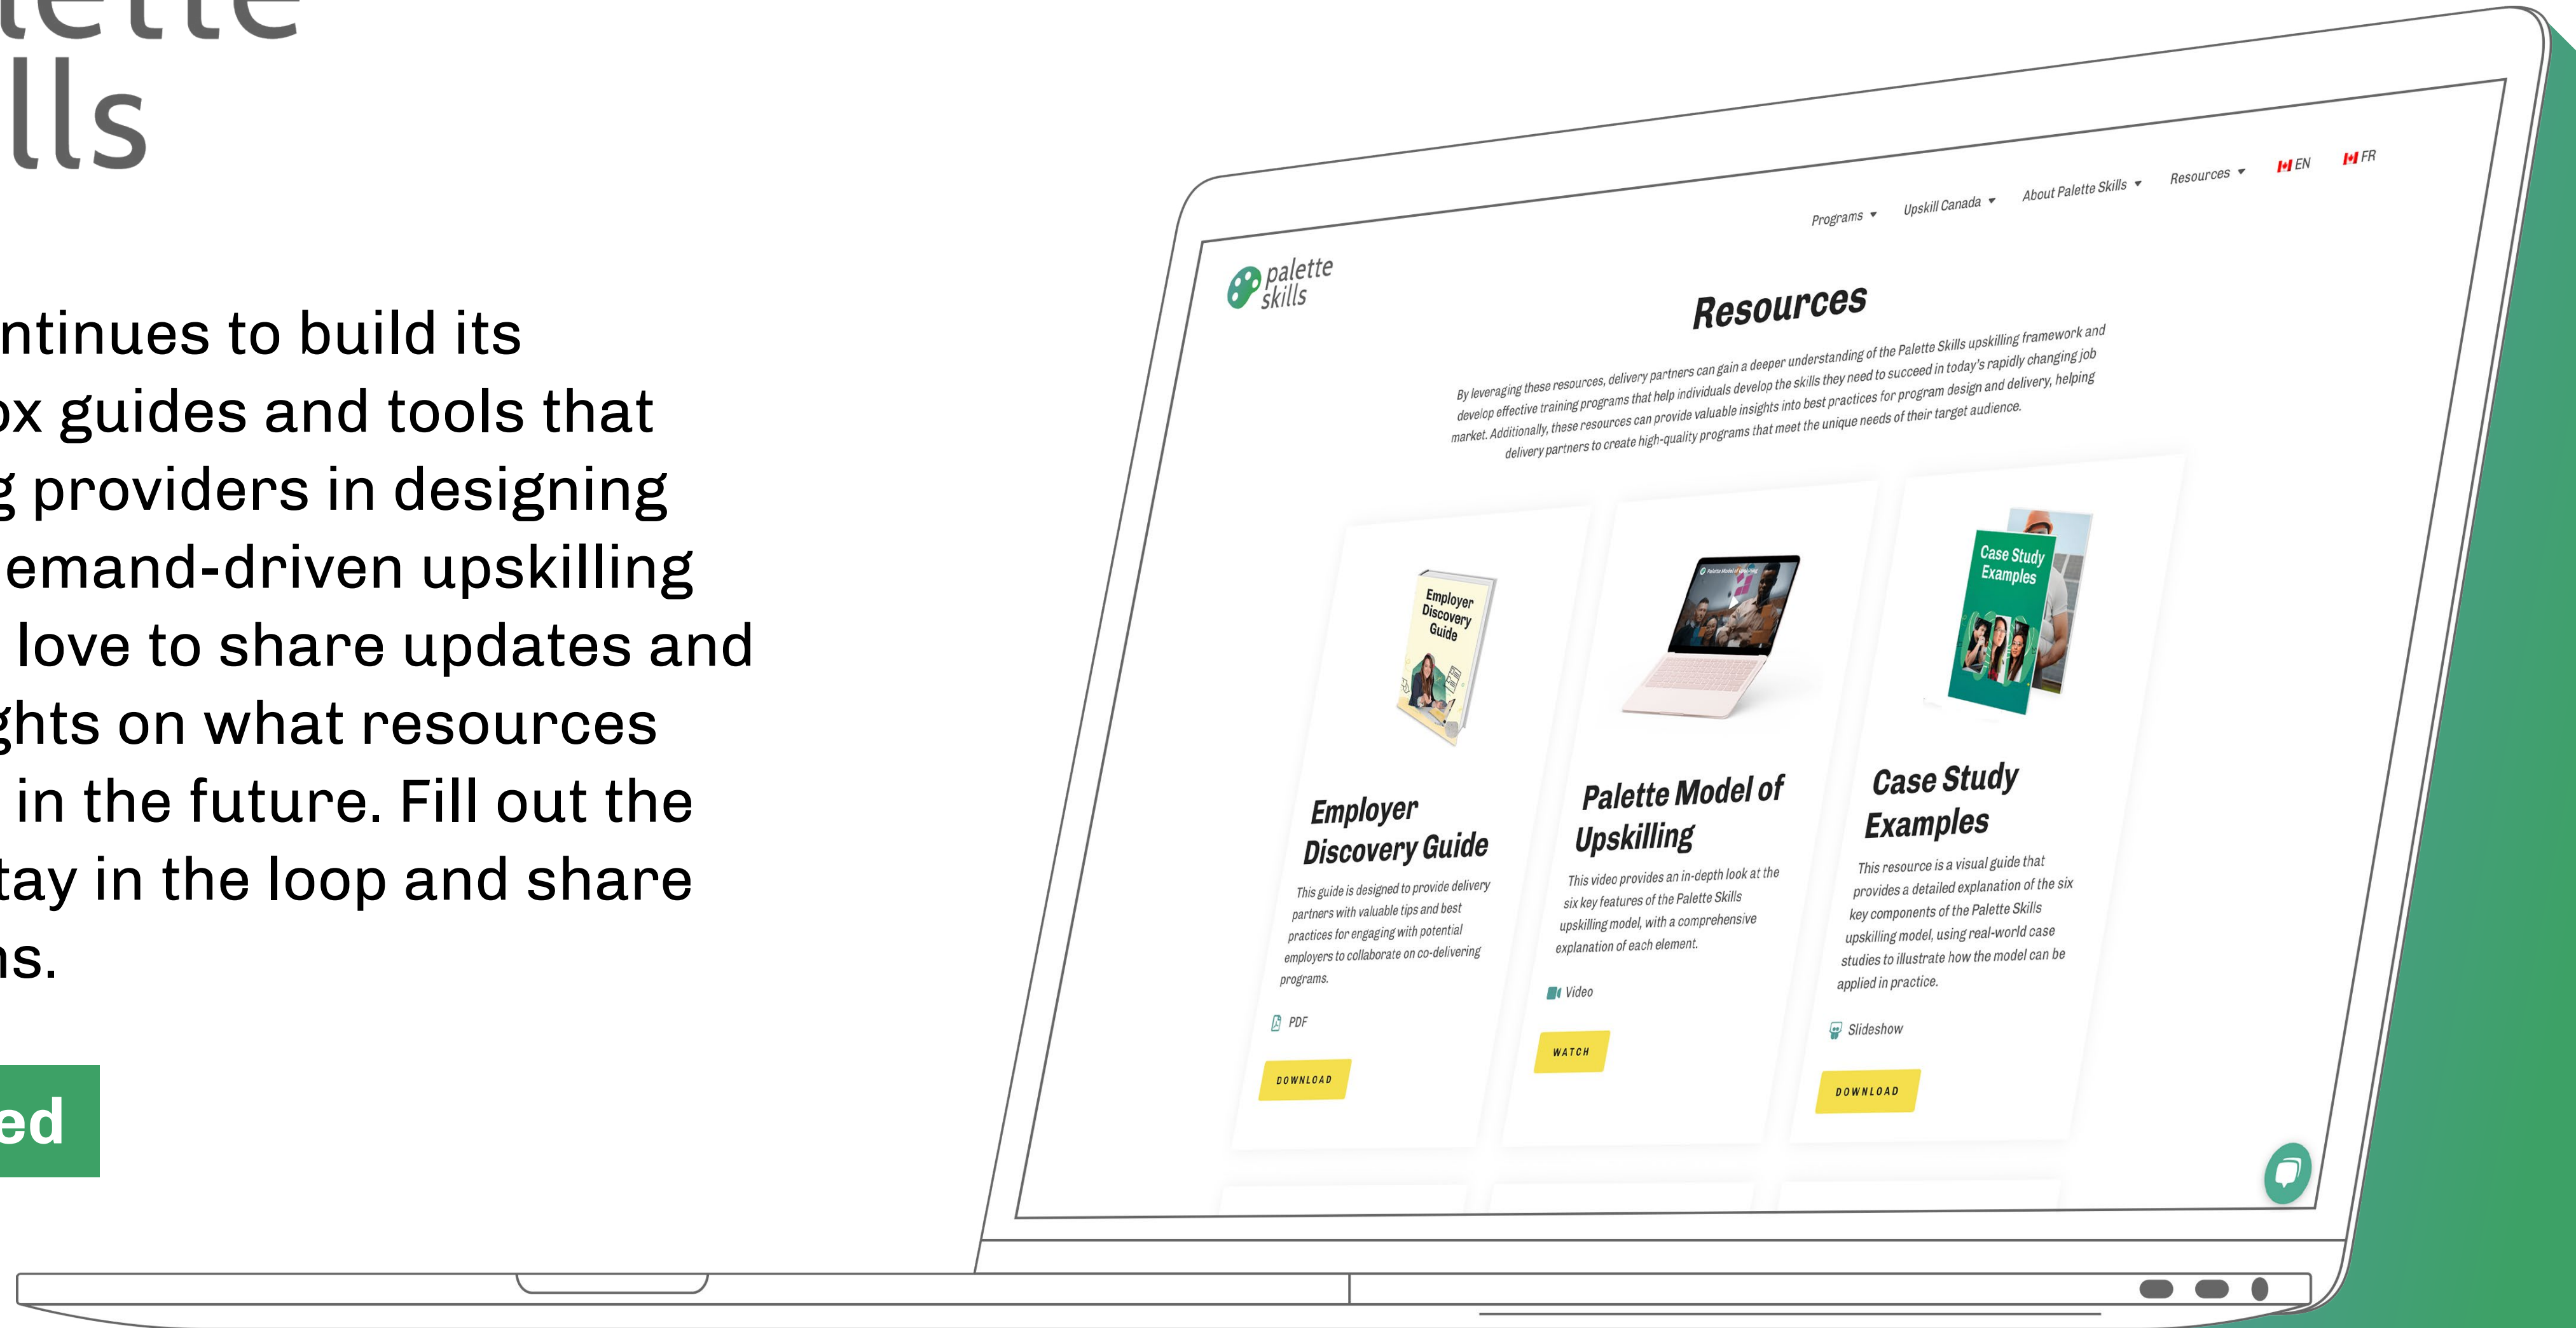 lette
lls
ntinues to build its
ox guides and tools that
g providers in designing
emand-driven upskilling
love to share updates and
ghts on what resources
in the future. Fill out the
tay in the loop and share
ns.
ed
Programs
Upskill Canada
About Palette Skills
Resources
EN
FR
palette
skills
Resources
By leveraging these resources, delivery partners can gain a deeper understanding of the Palette Skills upskilling framework and
develop effective training programs that help individuals develop the skills they need to succeed in today's rapidly changing job
market. Additionally, these resources can provide valuable insights into best practices for program design and delivery, helping
delivery partners to create high-quality programs that meet the unique needs of their target audience.
Employer
Discovery
Guide
Employer
Discovery Guide
This guide is designed to provide delivery
partners with valuable tips and best
practices for engaging with potential
employers to collaborate on co-delivering
programs.
PDF
DOWNLOAD
Palette Model of Upskilling
Palette Model of
Upskilling
This video provides an in-depth look at the
six key features of the Palette Skills
upskilling model, with a comprehensive
explanation of each element.
Video
WATCH
Case Study
Examples
Case Study
Examples
This resource is a visual guide that
provides a detailed explanation of the six
key components of the Palette Skills
upskilling model, using real-world case
studies to illustrate how the model can be
applied in practice.
Slideshow
DOWNLOAD